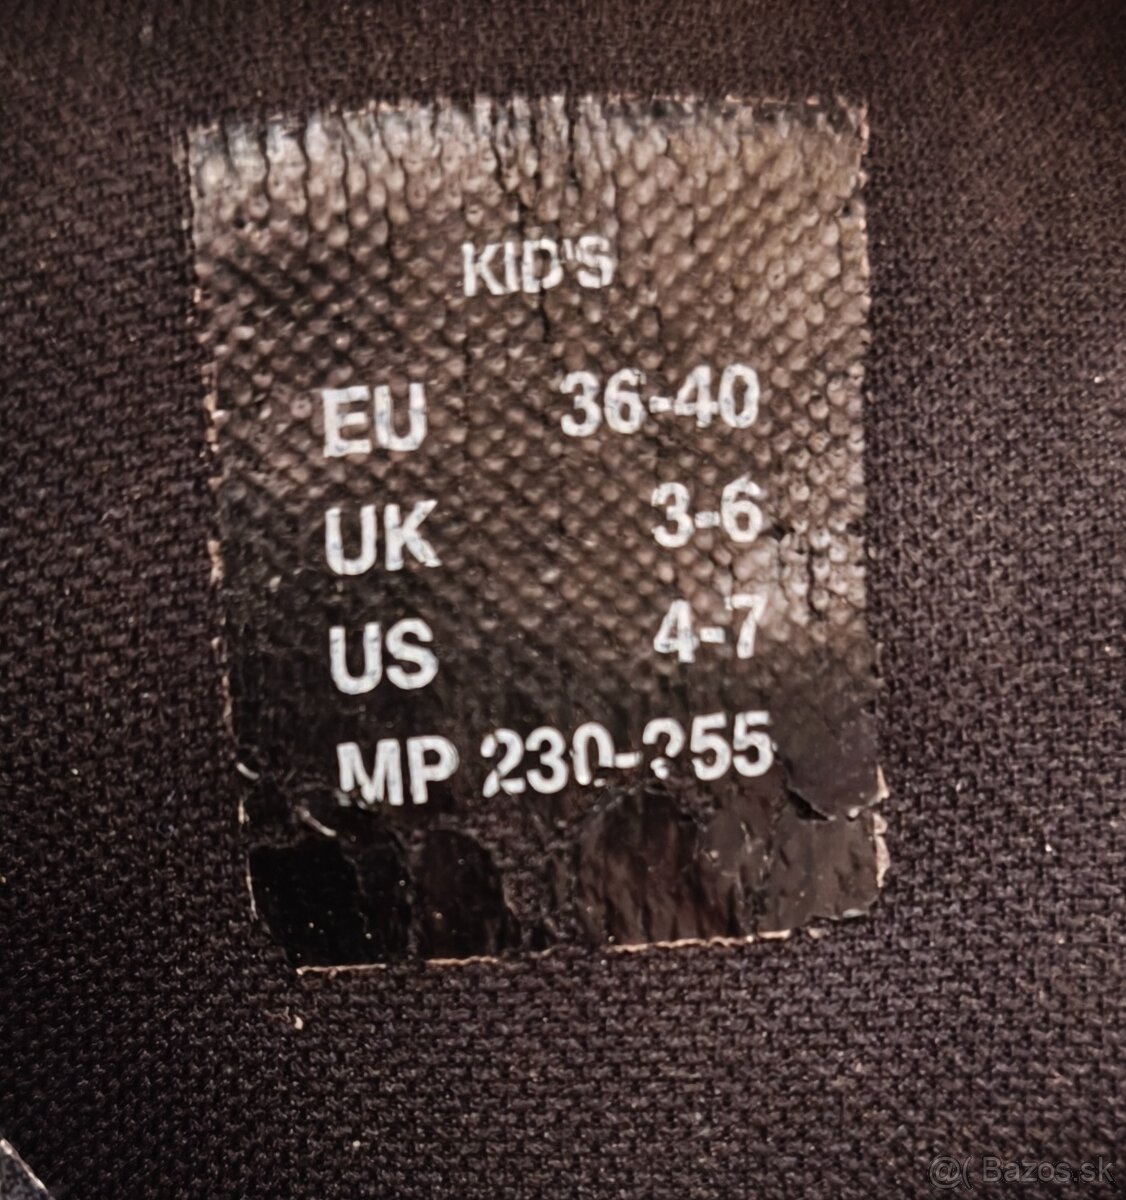 KID'S
EU 36-40
UK 3-6
US 4-7
MP 230-255
@( Bazos.sk